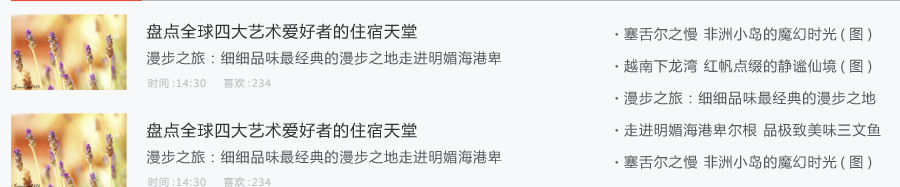 盘点全球四大艺术爱好者的住宿天堂
漫步之旅：细细品味最经典的漫步之地走进明媚海港卑
时间:14:30 喜欢:234
盘点全球四大艺术爱好者的住宿天堂
漫步之旅：细细品味最经典的漫步之地走进明媚海港卑
时间:14:30 喜欢:234
· 塞舌尔之慢 非洲小岛的魔幻时光 ( 图 )
· 越南下龙湾 红帆点缀的静谧仙境 ( 图 )
· 漫步之旅：细细品味最经典的漫步之地
· 走进明媚海港卑尔根 品极致美味三文鱼
· 塞舌尔之慢 非洲小岛的魔幻时光 ( 图 )